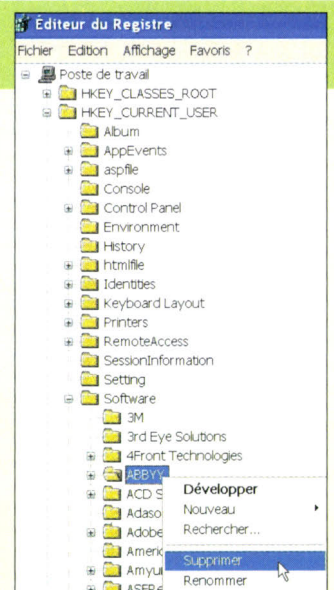 Éditeur du Registre
Fichier Edition Affichage Favoris ?
Poste de travail
HKEY_CLASSES_ROOT
HKEY_CURRENT_USER
Album
AppEvents
aspfile
Console
Control Panel
Environment
History
htmlfile
Identities
Keyboard Layout
Printers
RemoteAccess
SessionInformation
Setting
Software
3M
3rd Eye Solutions
4Front Technologies
ABBYY
ACD S
Adaso
Adobe
Americ
Amyu
Développer
Nouveau
Rechercher...
Supprimer
Renommer